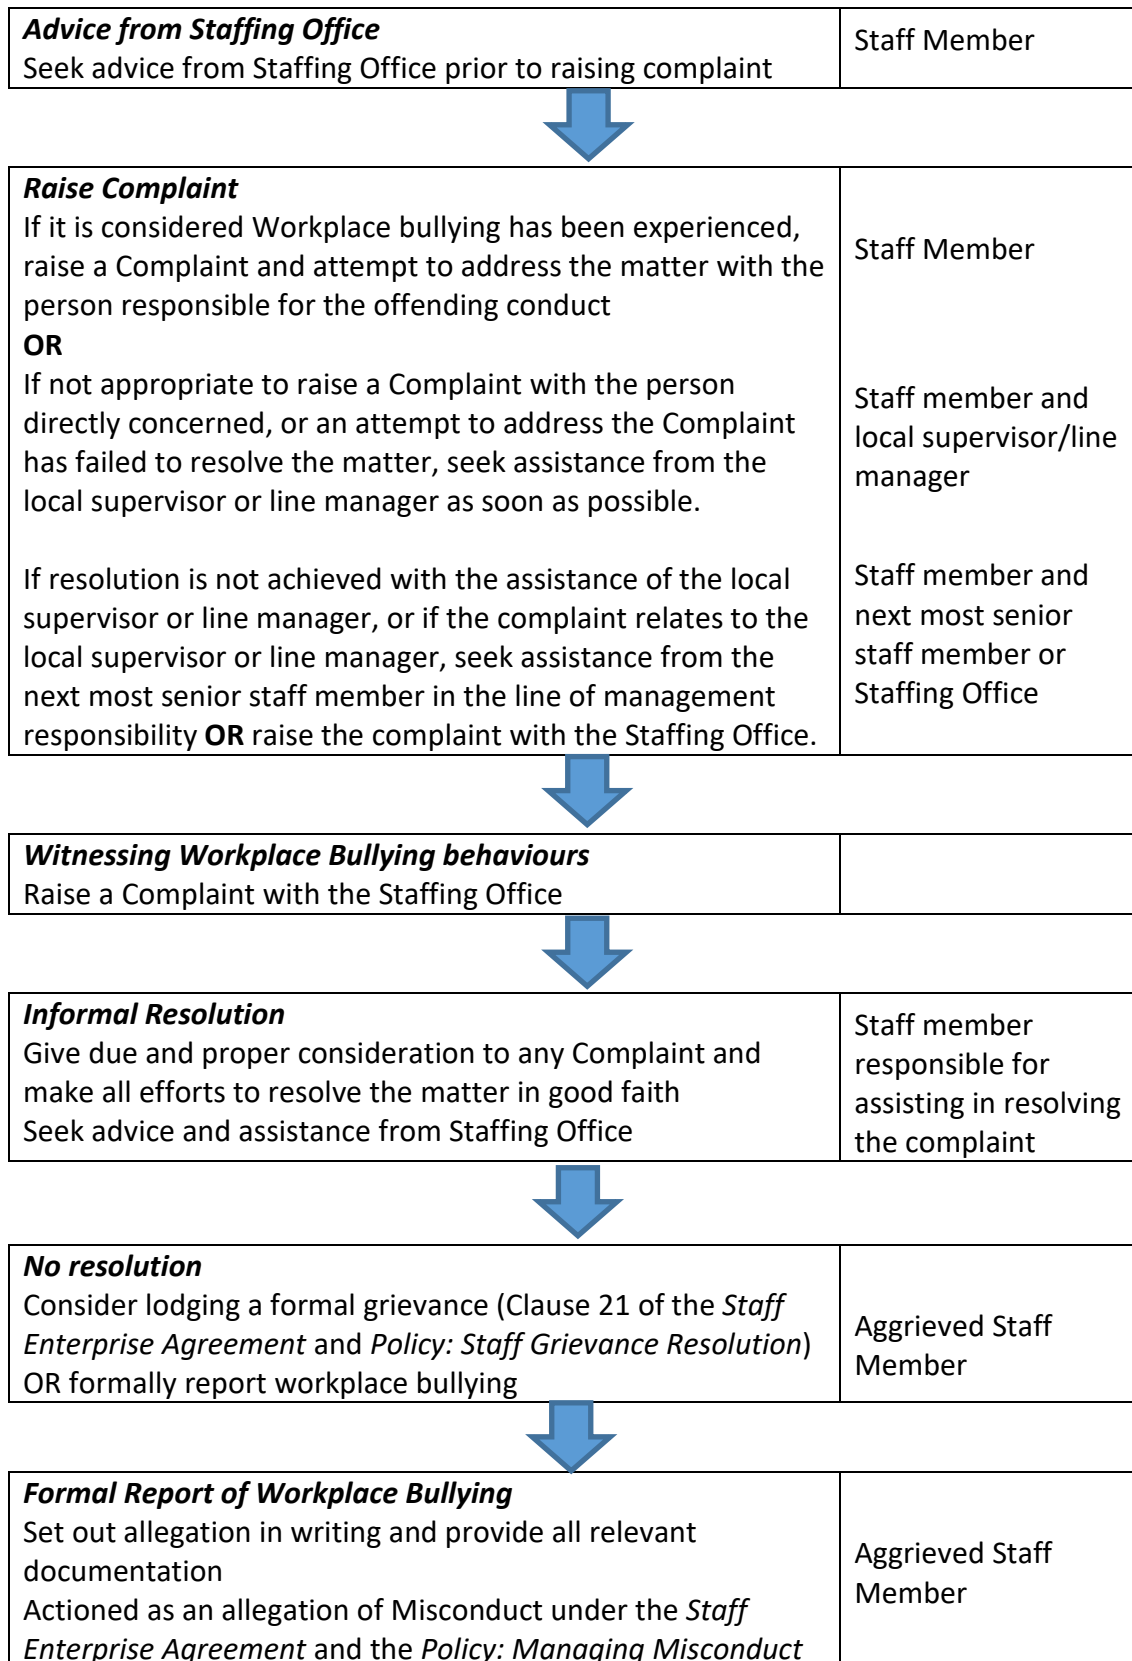 Advice from Staffing Office
Seek advice from Staffing Office prior to raising complaint
Staff Member
Raise Complaint
If it is considered Workplace bullying has been experienced,
raise a Complaint and attempt to address the matter with the
person responsible for the offending conduct
Staff Member
OR
If not appropriate to raise a Complaint with the person
directly concerned, or an attempt to address the Complaint
has failed to resolve the matter, seek assistance from the
local supervisor or line manager as soon as possible.
Staff member and
local supervisor/line
manager
If resolution is not achieved with the assistance of the local
supervisor or line manager, or if the complaint relates to the
local supervisor or line manager, seek assistance from the
next most senior staff member in the line of management
responsibility OR raise the complaint with the Staffing Office.
Staff member and
next most senior
staff member or
Staffing Office
Witnessing Workplace Bullying behaviours
Raise a Complaint with the Staffing Office
Informal Resolution
Give due and proper consideration to any Complaint and
make all efforts to resolve the matter in good faith
Seek advice and assistance from Staffing Office
Staff member
responsible for
assisting in resolving
the complaint
No resolution
Consider lodging a formal grievance (Clause 21 of the Staff
Enterprise Agreement and Policy: Staff Grievance Resolution)
OR formally report workplace bullying
Aggrieved Staff
Member
Formal Report of Workplace Bullying
Set out allegation in writing and provide all relevant
documentation
Actioned as an allegation of Misconduct under the Staff
Enterprise Agreement and the Policy: Managing Misconduct
Aggrieved Staff
Member